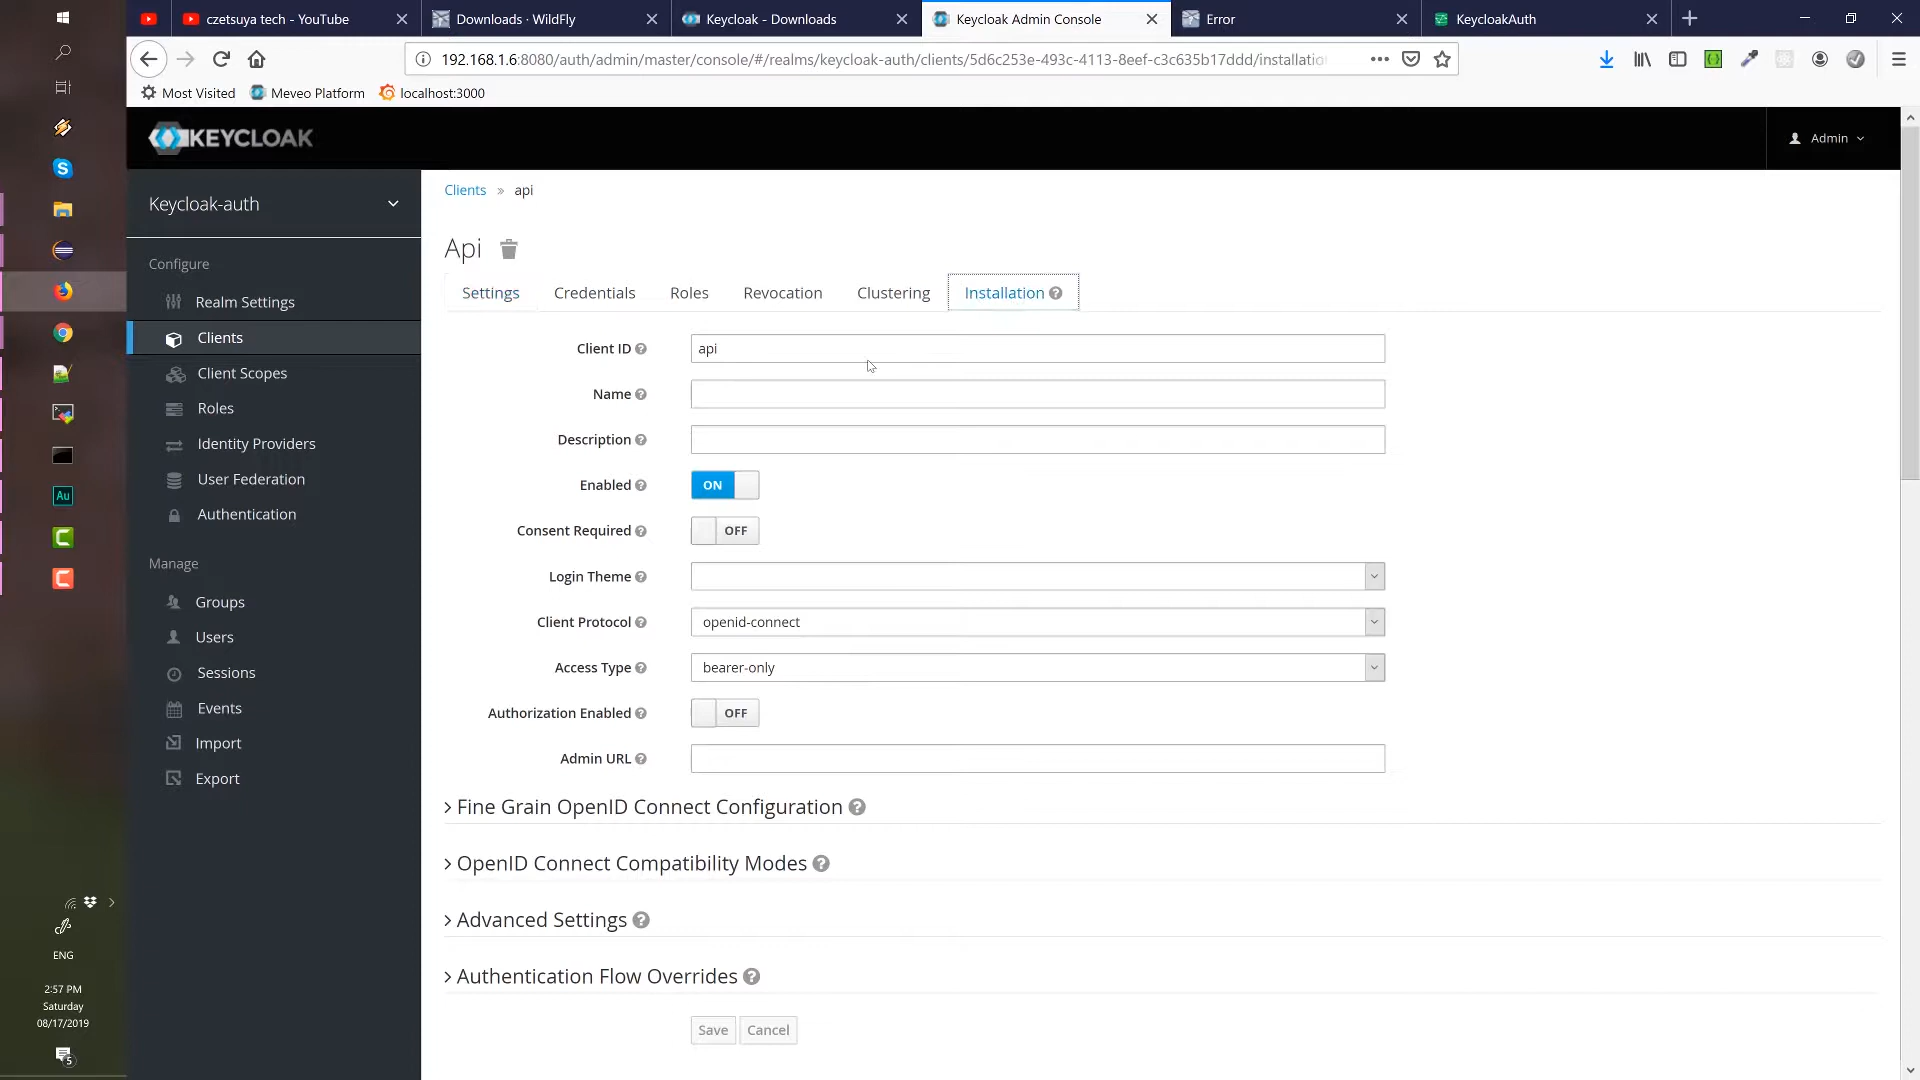 czetsuya tech - YouTube
Downloads · WildFly
Keycloak - Downloads
Keycloak Admin Console
Error
KeycloakAuth
192.168.1.6:8080/auth/admin/master/console/#/realms/keycloak-auth/clients/5d6c253e-493c-4113-8eef-c3c635b17ddd/installatio
Most Visited
Meveo Platform
localhost:3000
KEYCLOAK
Admin
Keycloak-auth
Configure
Realm Settings
Clients
Client Scopes
Roles
Identity Providers
User Federation
Authentication
Manage
Groups
Users
Sessions
Events
Import
Export
Clients » api
Api
Settings
Credentials
Roles
Revocation
Clustering
Installation
Client ID
api
Name
Description
Enabled
ON
Consent Required
OFF
Login Theme
Client Protocol
openid-connect
Access Type
bearer-only
Authorization Enabled
OFF
Admin URL
Fine Grain OpenID Connect Configuration
OpenID Connect Compatibility Modes
Advanced Settings
Authentication Flow Overrides
Save
Cancel
Au
ENG
2:57 PM
Saturday
08/17/2019
5